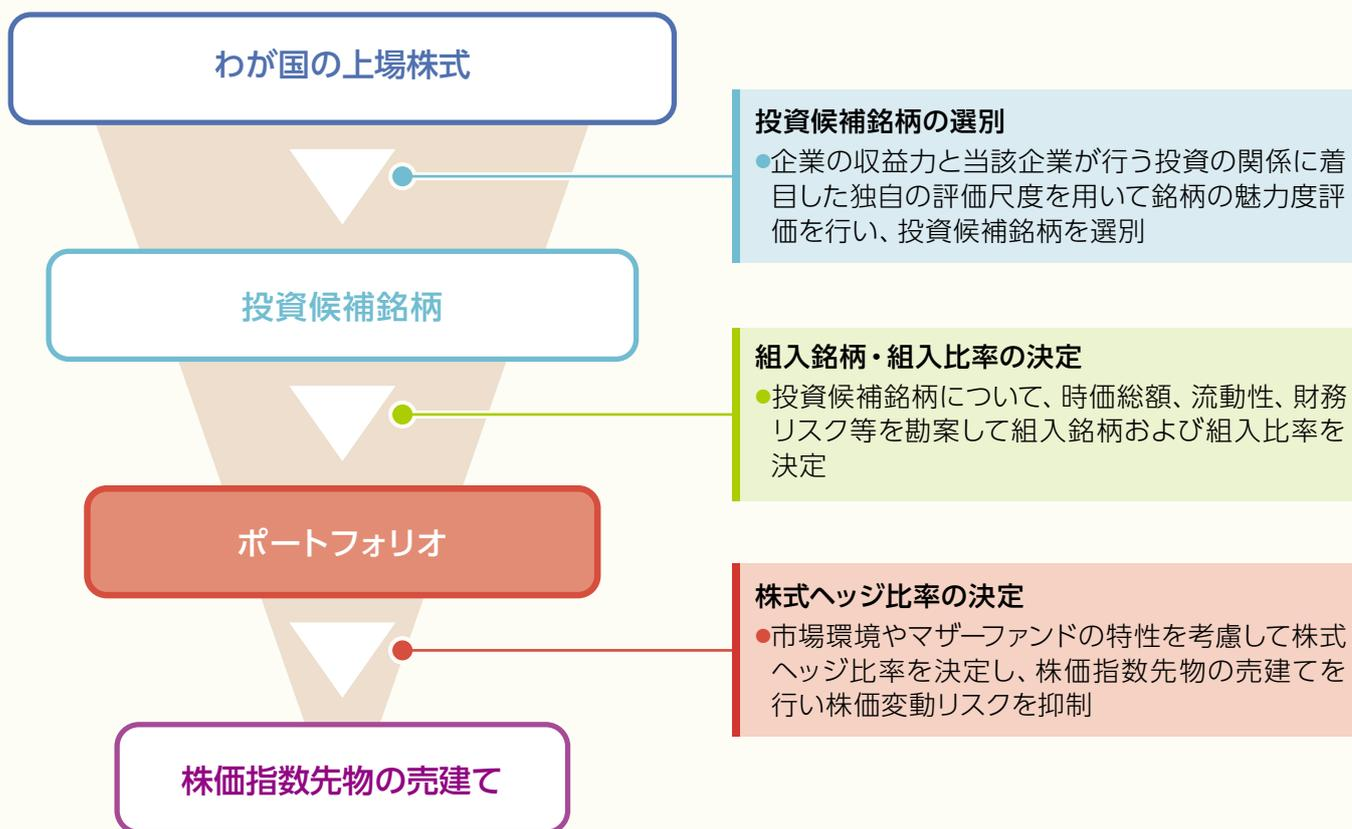 わが国の上場株式
投資候補銘柄の選別
●企業の収益力と当該企業が行う投資の関係に着
目した独自の評価尺度を用いて銘柄の魅力度評
価を行い、投資候補銘柄を選別
投資候補銘柄
組入銘柄・組入比率の決定
●投資候補銘柄について、時価総額、流動性、財務
リスク等を勘案して組入銘柄および組入比率を
決定
ポートフォリオ
株式ヘッジ比率の決定
●市場環境やマザーファンドの特性を考慮して株式
ヘッジ比率を決定し、株価指数先物の売建てを
行い株価変動リスクを抑制
株価指数先物の売建て